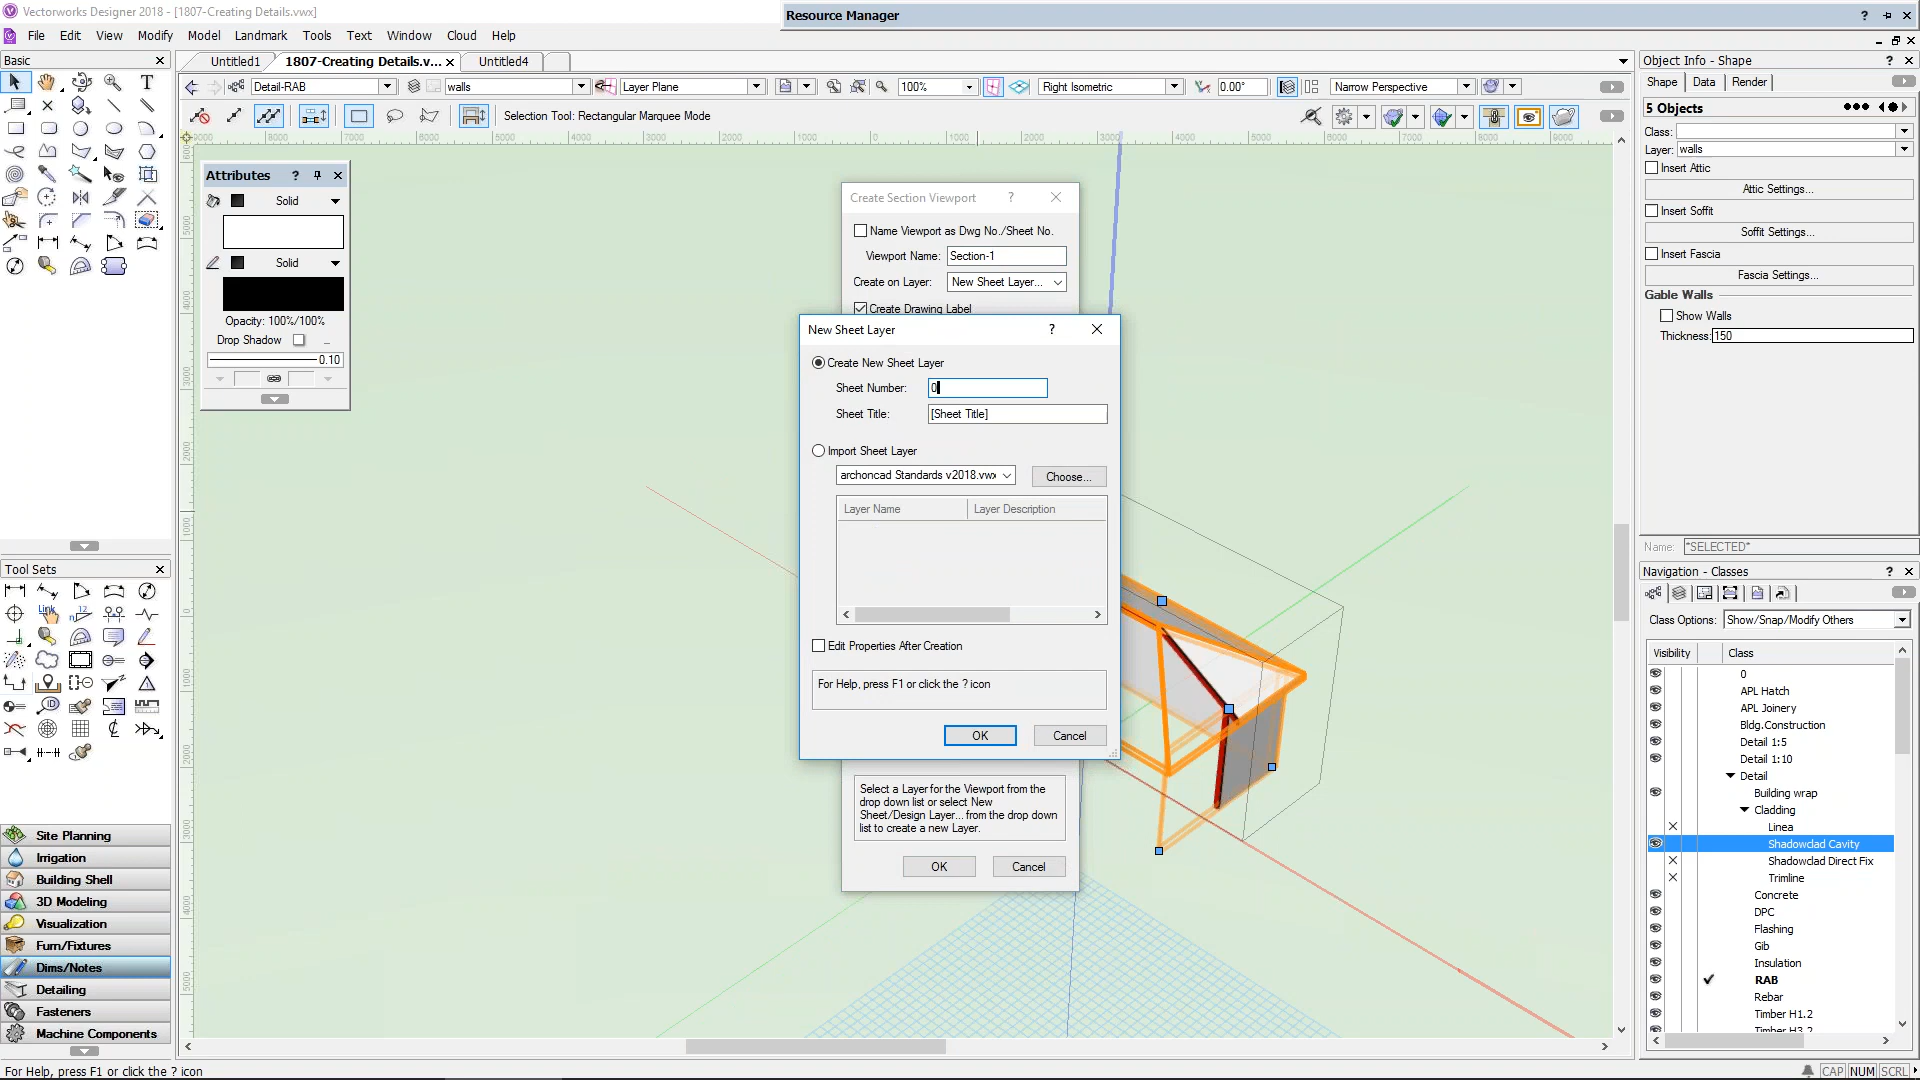 Vectorworks Designer 2018 - [1807-Creating Details.vwx]
Resource Manager
File Edit View Modify Model Landmark Tools Text Window Cloud Help
Basic
Untitled1 1807-Creating Details.v... Untitled4
Detail-RAB walls Layer Plane 100% Right Isometric 0.00° Narrow Perspective
Selection Tool: Rectangular Marquee Mode
Attributes
Solid
Solid
Opacity: 100%/100%
Drop Shadow
0.10
Create Section Viewport
Name Viewport as Dwg No./Sheet No.
Viewport Name: Section-1
Create on Layer: New Sheet Layer...
Create Drawing Label
New Sheet Layer
Create New Sheet Layer
Sheet Number: 0
Sheet Title: [Sheet Title]
Import Sheet Layer
archoncad Standards v2018.vwx
Choose...
Layer Name Layer Description
Edit Properties After Creation
For Help, press F1 or click the ? icon
OK Cancel
Select a Layer for the Viewport from the
drop down list or select New
Sheet/Design Layer... from the drop down
list to create a new Layer.
OK Cancel
Object Info - Shape
Shape Data Render
5 Objects
Class:
Layer: walls
Insert Attic
Attic Settings...
Insert Soffit
Soffit Settings...
Insert Fascia
Fascia Settings...
Gable Walls
Show Walls
Thickness: 150
Name: *SELECTED*
Navigation - Classes
Class Options: Show/Snap/Modify Others
Visibility Class
0
APL Hatch
APL Joinery
Bldg.Construction
Detail 1:5
Detail 1:10
Detail
Building wrap
Cladding
Linea
Shadowclad Cavity
Shadowclad Direct Fix
Trimline
Concrete
DPC
Flashing
Gib
Insulation
RAB
Rebar
Timber H1.2
Timber H3.2
Tool Sets
Site Planning
Irrigation
Building Shell
3D Modeling
Visualization
Furn/Fixtures
Dims/Notes
Detailing
Fasteners
Machine Components
For Help, press F1 or click the ? icon
CAP NUM SCRL